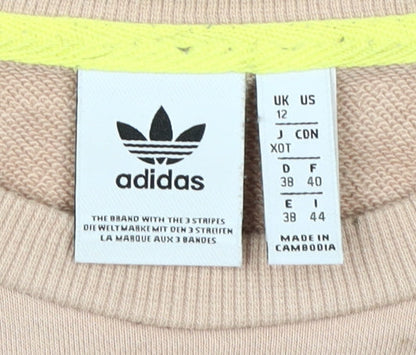 adidas
THE BRAND WITH THE 3 STRIPES
DIE WELTMARKE MIT DEN 3 STREIFEN
LA MARQUE AUX 3 BANDES
UK US
12
J CDN
XOT
D F
38 40
E I
38 44
MADE IN
CAMBODIA